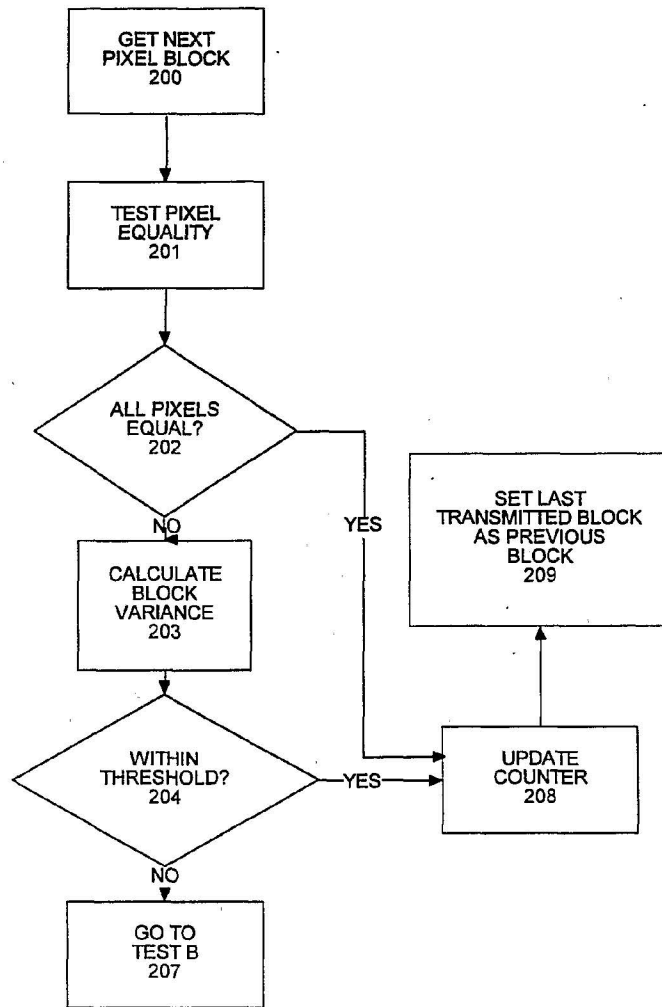 GET NEXT
PIXEL BLOCK
200
TEST PIXEL
EQUALITY
201
ALL PIXELS
EQUAL?
202
NO
YES
SET LAST
TRANSMITTED BLOCK
AS PREVIOUS
BLOCK
209
CALCULATE
BLOCK
VARIANCE
203
WITHIN
THRESHOLD?
204
YES
UPDATE
COUNTER
208
NO
GO TO
TEST B
207